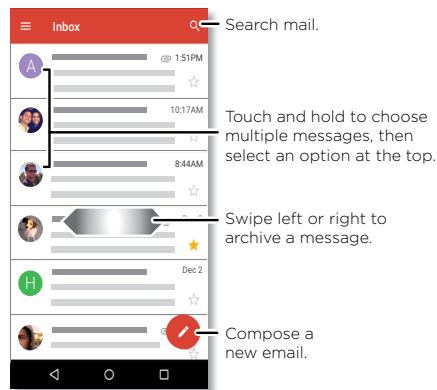 Inbox
Search mail.
A
1:51PM
10:17AM
Touch and hold to choose
multiple messages, then
select an option at the top.
8:44AM
Swipe left or right to
archive a message.
H
Dec 2
Compose a
new email.